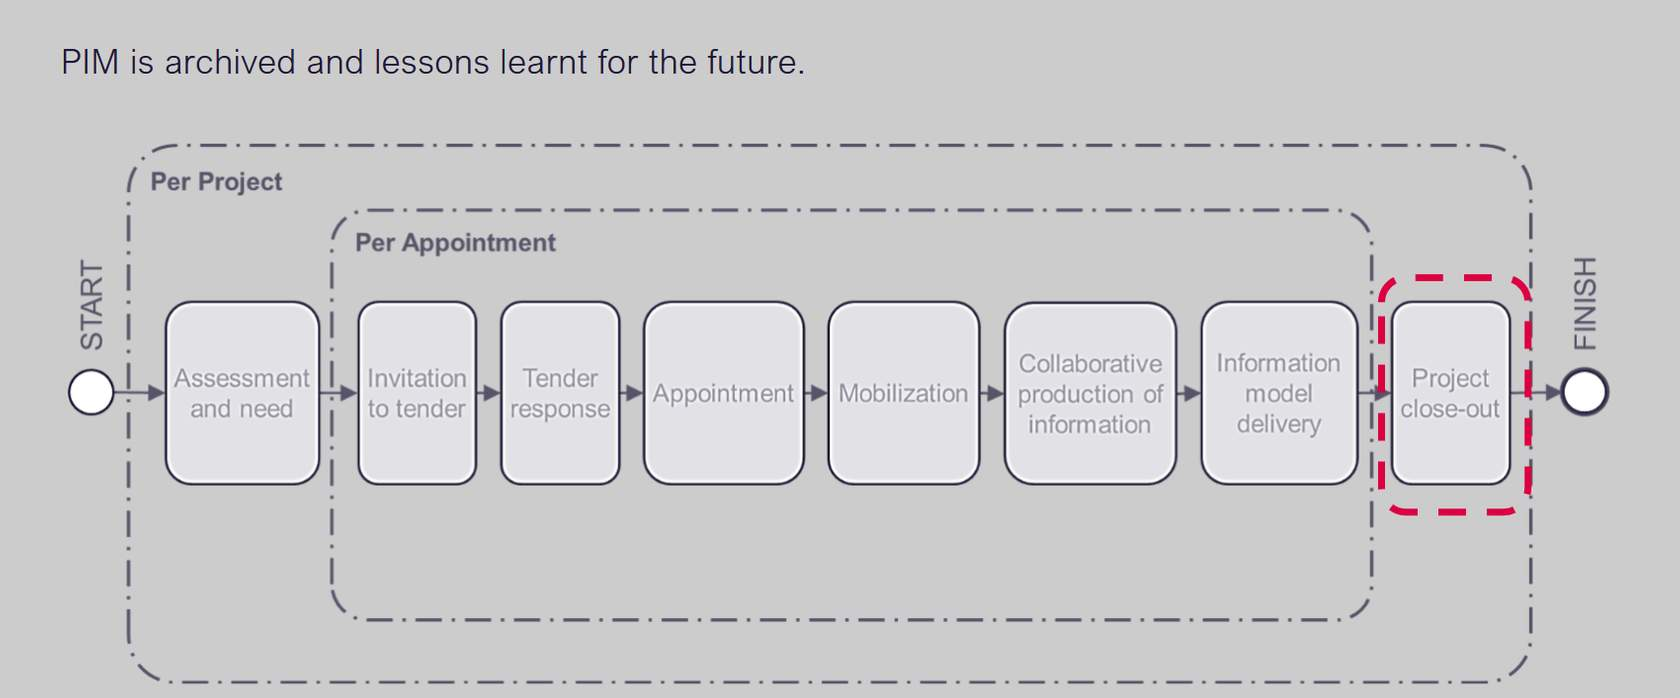 PIM is archived and lessons learnt for the future.
Per Project
Per Appointment
START
Assessment
and need
Invitation
to tender
Tender
response
Appointment
Mobilization
Collaborative
production of
information
Information
model
delivery
Project
close-out
FINISH